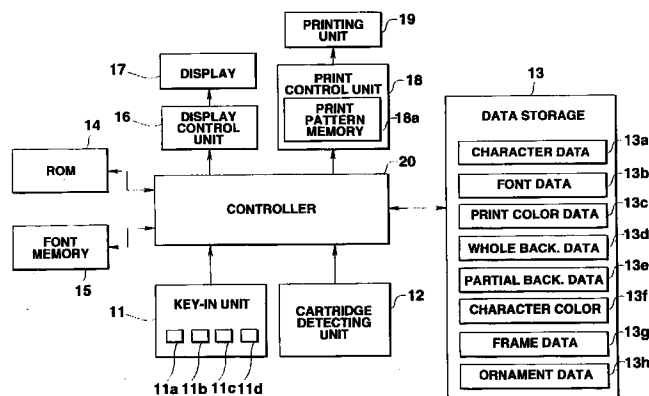 19
PRINTING
UNIT
17
DISPLAY
PRINT
CONTROL UNIT
18
PRINT
PATTERN
MEMORY
18a
16
DISPLAY
CONTROL
UNIT
14
ROM
20
CONTROLLER
FONT
MEMORY
15
11
KEY-IN UNIT
11a 11b 11c 11d
CARTRIDGE
DETECTING
UNIT
12
13
DATA STORAGE
CHARACTER DATA
13a
FONT DATA
13b
PRINT COLOR DATA
13c
WHOLE BACK. DATA
13d
PARTIAL BACK. DATA
13e
CHARACTER COLOR
13f
FRAME DATA
13g
ORNAMENT DATA
13h